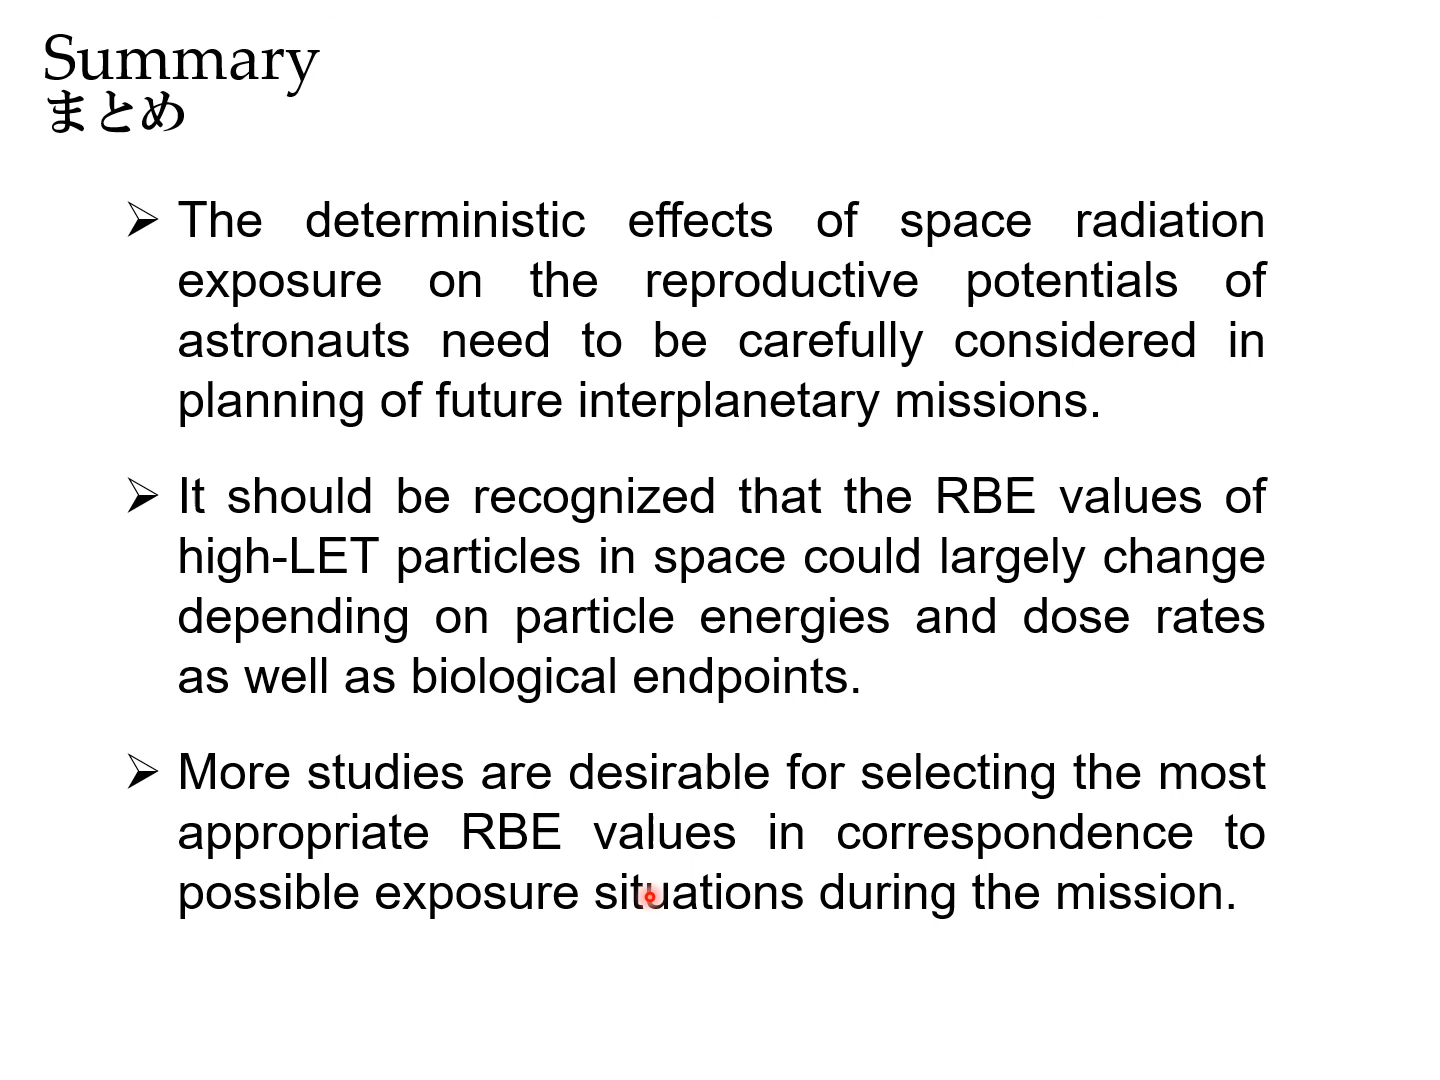 Summary
まとめ
➢ The deterministic effects of space radiation
exposure on the reproductive potentials of
astronauts need to be carefully considered in
planning of future interplanetary missions.
➢ It should be recognized that the RBE values of
high-LET particles in space could largely change
depending on particle energies and dose rates
as well as biological endpoints.
➢ More studies are desirable for selecting the most
appropriate RBE values in correspondence to
possible exposure situations during the mission.